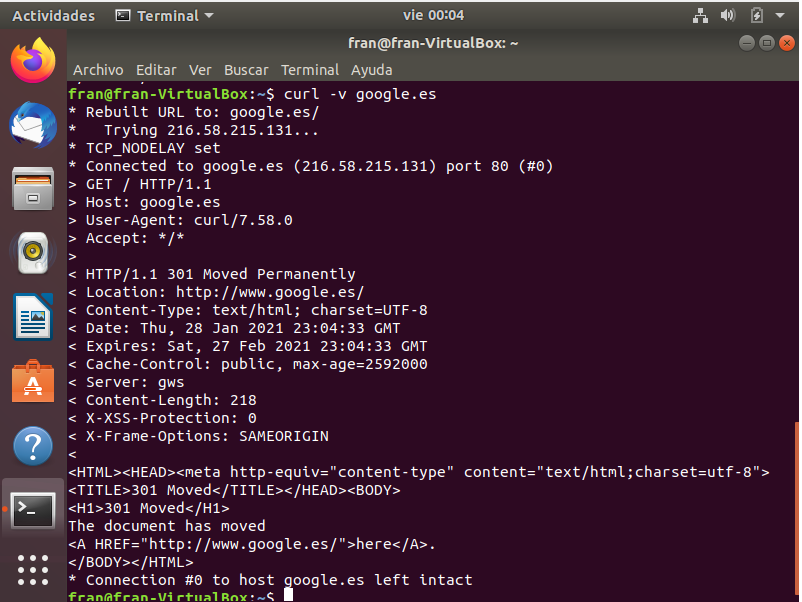 Actividades Terminal vie 00:04
fran@fran-VirtualBox: ~
Archivo Editar Ver Buscar Terminal Ayuda
fran@fran-VirtualBox:~$ curl -v google.es
* Rebuilt URL to: google.es/
*   Trying 216.58.215.131...
* TCP_NODELAY set
* Connected to google.es (216.58.215.131) port 80 (#0)
> GET / HTTP/1.1
> Host: google.es
> User-Agent: curl/7.58.0
> Accept: */*
>
< HTTP/1.1 301 Moved Permanently
< Location: http://www.google.es/
< Content-Type: text/html; charset=UTF-8
< Date: Thu, 28 Jan 2021 23:04:33 GMT
< Expires: Sat, 27 Feb 2021 23:04:33 GMT
< Cache-Control: public, max-age=2592000
< Server: gws
< Content-Length: 218
< X-XSS-Protection: 0
< X-Frame-Options: SAMEORIGIN
<
<HTML><HEAD><meta http-equiv="content-type" content="text/html;charset=utf-8">
<TITLE>301 Moved</TITLE></HEAD><BODY>
<H1>301 Moved</H1>
The document has moved
<A HREF="http://www.google.es/">here</A>.
</BODY></HTML>
* Connection #0 to host google.es left intact
fran@fran-VirtualBox:~$